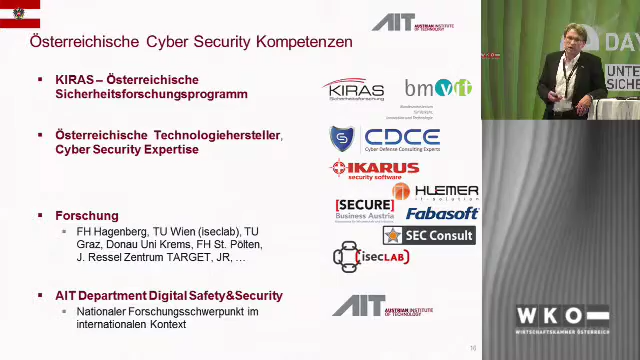 AIT AUSTRIAN INSTITUTE OF TECHNOLOGY
Österreichische Cyber Security Kompetenzen
KIRAS – Österreichische
Sicherheitsforschungsprogramm
KIRAS
Sicherheitsforschung
bmvit
Österreichische Technologiehersteller,
Cyber Security Expertise
CDCE
Cyber Defense Consulting Experts
IKARUS
security software
HUEMER
it-solution
[SECURE]
Business Austria
Fabasoft
SEC Consult
Forschung
FH Hagenberg, TU Wien (iseclab), TU
Graz, Donau Uni Krems, FH St. Pölten,
J. Ressel Zentrum TARGET, JR, …
isecLAB
AIT Department Digital Safety&Security
Nationaler Forschungsschwerpunkt im
internationalen Kontext
AIT AUSTRIAN INSTITUTE OF TECHNOLOGY
16
DAY
UNTE
SICHE
WKO
WIRTSCHAFTSKAMMER ÖSTERREICH